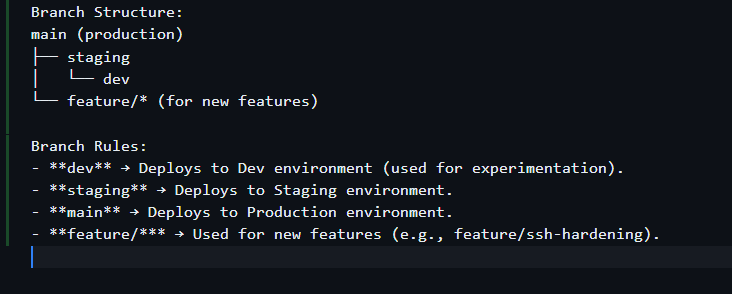 Branch Structure:
main (production)
├── staging
│   └── dev
└── feature/* (for new features)

Branch Rules:
- **dev** → Deploys to Dev environment (used for experimentation).
- **staging** → Deploys to Staging environment.
- **main** → Deploys to Production environment.
- **feature/*** → Used for new features (e.g., feature/ssh-hardening).